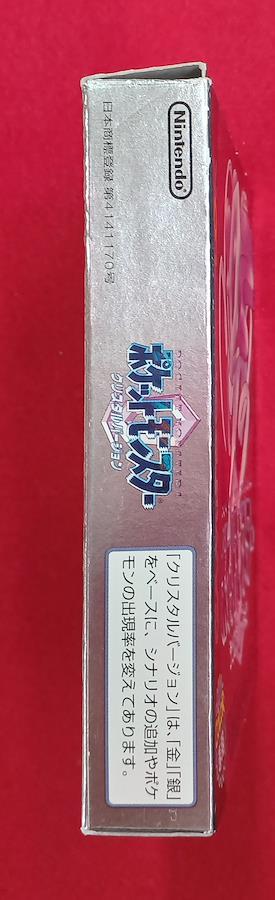 Nintendo
日本商標登録 第4141170号
ポケットモンスター
クリスタルバージョン
「クリスタルバージョン」は、「金」「銀」
をベースに、シナリオの追加やポケ
モンの出現率を変えてあります。